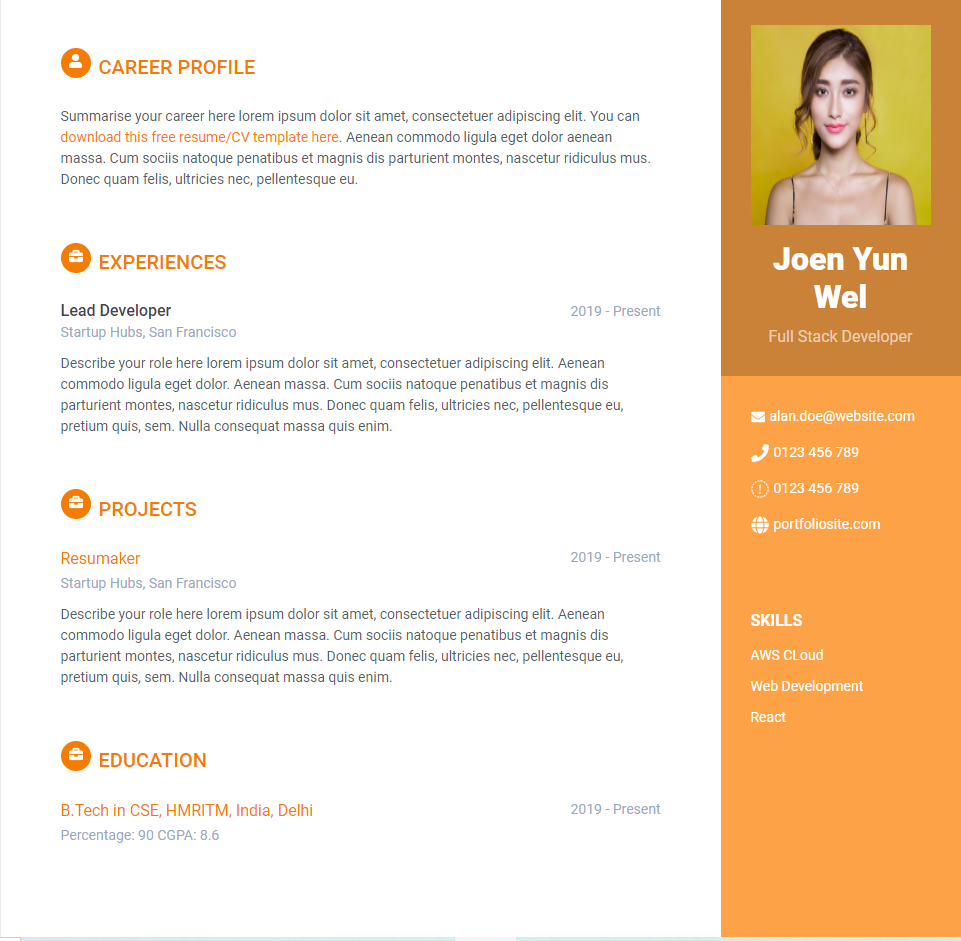 CAREER PROFILE
Summarise your career here lorem ipsum dolor sit amet, consectetuer adipiscing elit. You can
download this free resume/CV template here. Aenean commodo ligula eget dolor aenean
massa. Cum sociis natoque penatibus et magnis dis parturient montes, nascetur ridiculus mus.
Donec quam felis, ultricies nec, pellentesque eu.
EXPERIENCES
Lead Developer 2019 - Present
Startup Hubs, San Francisco
Describe your role here lorem ipsum dolor sit amet, consectetuer adipiscing elit. Aenean
commodo ligula eget dolor. Aenean massa. Cum sociis natoque penatibus et magnis dis
parturient montes, nascetur ridiculus mus. Donec quam felis, ultricies nec, pellentesque eu,
pretium quis, sem. Nulla consequat massa quis enim.
PROJECTS
Resumaker 2019 - Present
Startup Hubs, San Francisco
Describe your role here lorem ipsum dolor sit amet, consectetuer adipiscing elit. Aenean
commodo ligula eget dolor. Aenean massa. Cum sociis natoque penatibus et magnis dis
parturient montes, nascetur ridiculus mus. Donec quam felis, ultricies nec, pellentesque eu,
pretium quis, sem. Nulla consequat massa quis enim.
EDUCATION
B.Tech in CSE, HMRITM, India, Delhi 2019 - Present
Percentage: 90 CGPA: 8.6
Joen Yun
Wel
Full Stack Developer
alan.doe@website.com
0123 456 789
0123 456 789
portfoliosite.com
SKILLS
AWS CLoud
Web Development
React